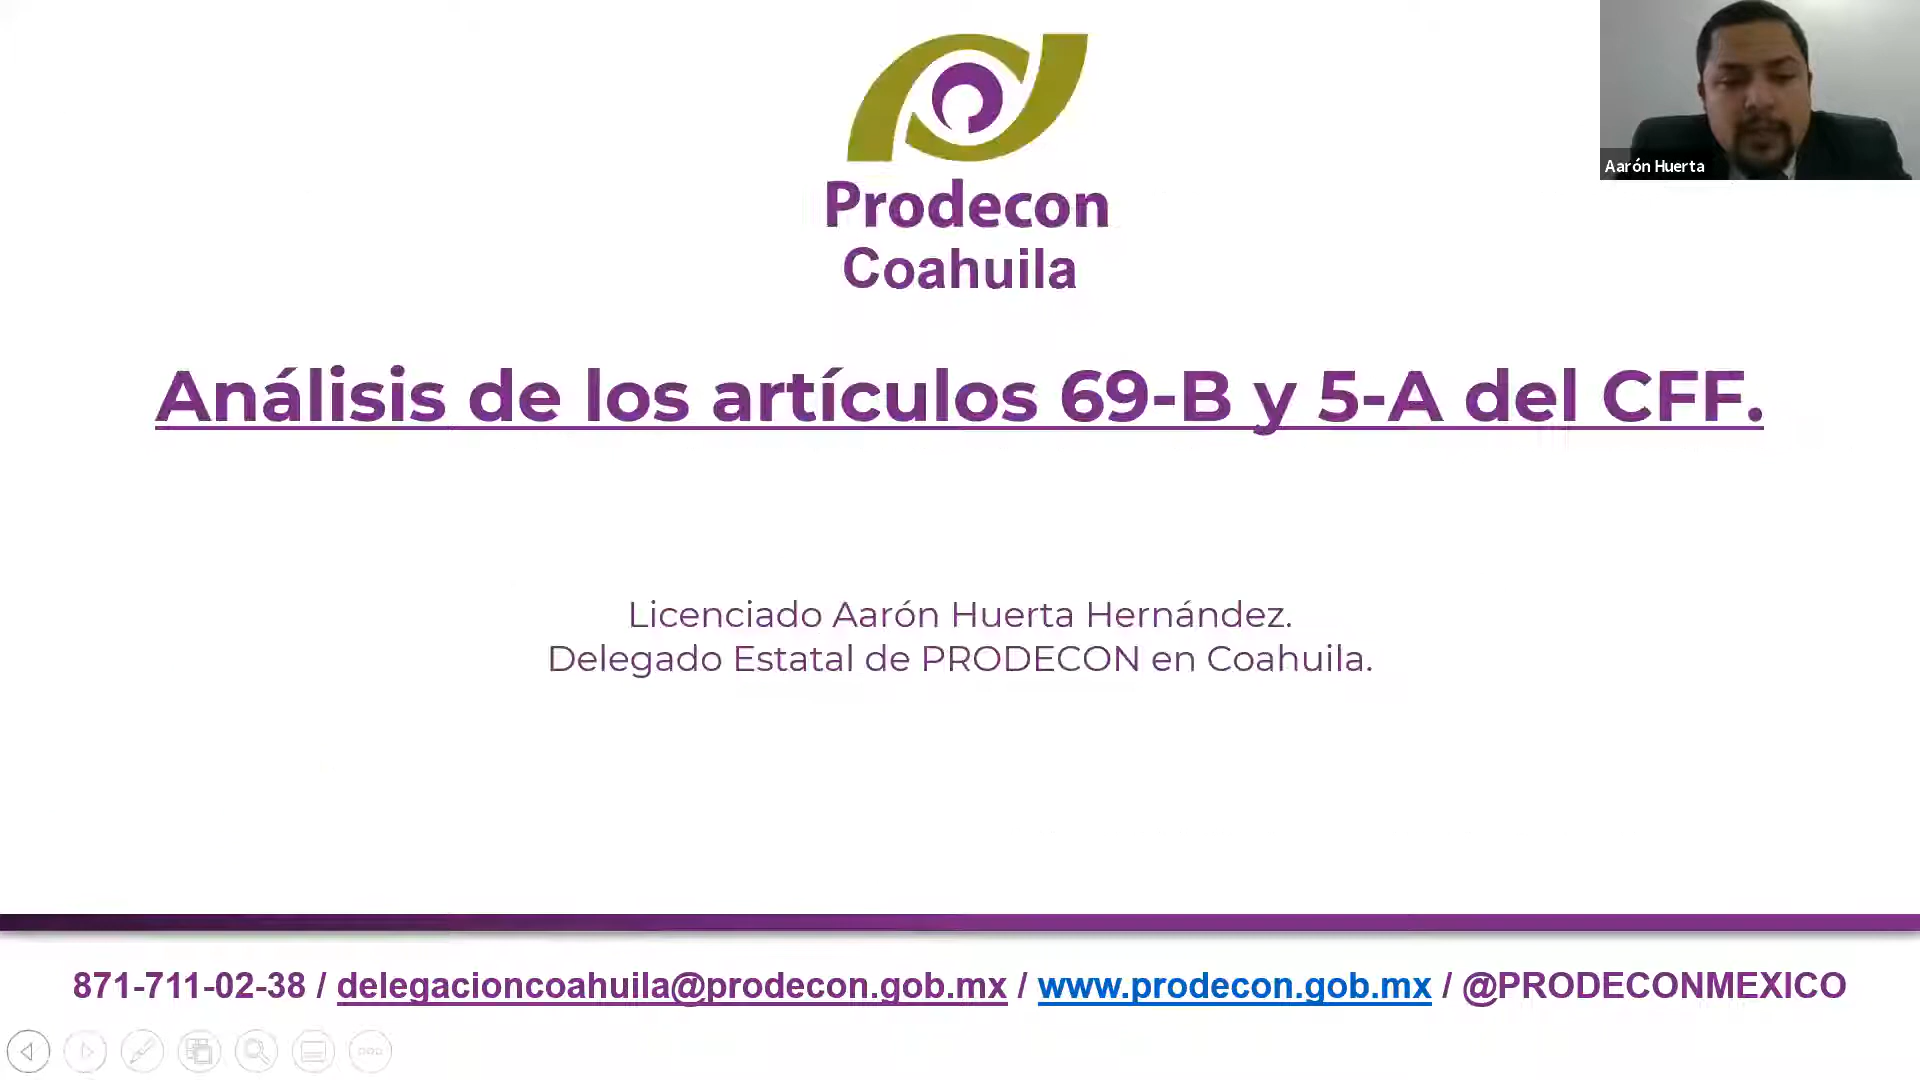 Prodecon
Coahuila
Aarón Huerta
Análisis de los artículos 69-B y 5-A del CFF.
Licenciado Aarón Huerta Hernández.
Delegado Estatal de PRODECON en Coahuila.
871-711-02-38 / delegacioncoahuila@prodecon.gob.mx / www.prodecon.gob.mx / @PRODECONMEXICO